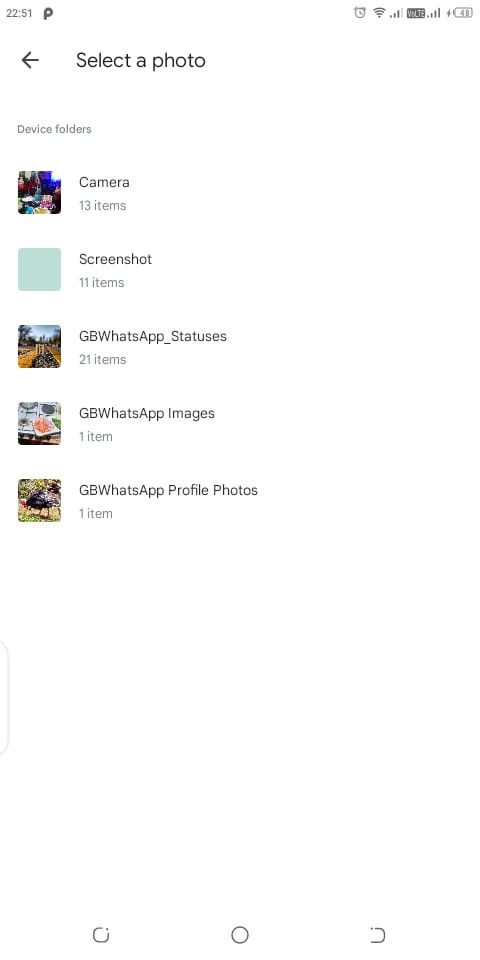 22:51
VoLTE
48
Select a photo
Device folders
Camera
13 items
Screenshot
11 items
GBWhatsApp_Statuses
21 items
GBWhatsApp Images
1 item
GBWhatsApp Profile Photos
1 item